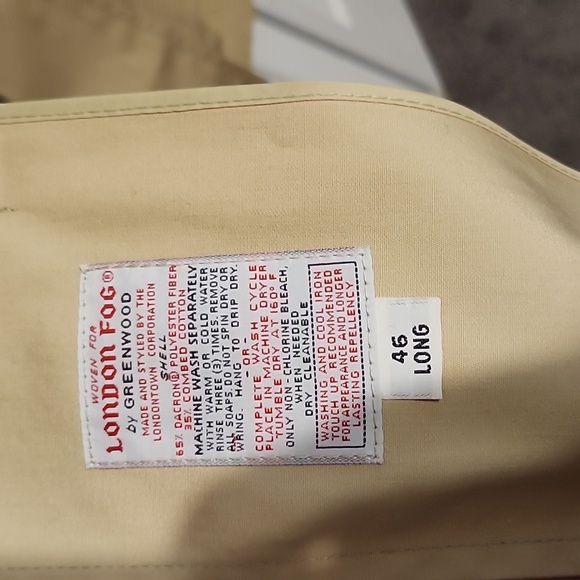 WOVEN FOR
LONDON FOG®
by GREENWOOD
MADE AND STYLED BY THE
LONDONTOWN CORPORATION
SHELL
65% DACRON® POLYESTER FIBER
35% COMBED COTTON
MACHINE WASH SEPARATELY
WITH WARM OR COLD WATER
RINSE THREE (3) TIMES. REMOVE
ALL SOAPS. DO NOT SPIN DRY OR
WRING. HANG TO DRIP DRY.
-OR-
COMPLETE WASH CYCLE
PLACE IN MACHINE DRYER
TUMBLE DAY AT 160° F
ONLY NON-CHLORINE BLEACH,
WHEN NEEDED
DRY CLEANABLE
WASHING AND COOL IRON
TOUCH-UP RECOMMENDED
FOR APPEARANCE AND LONGER
LASTING REPELLENCY
46
LONG